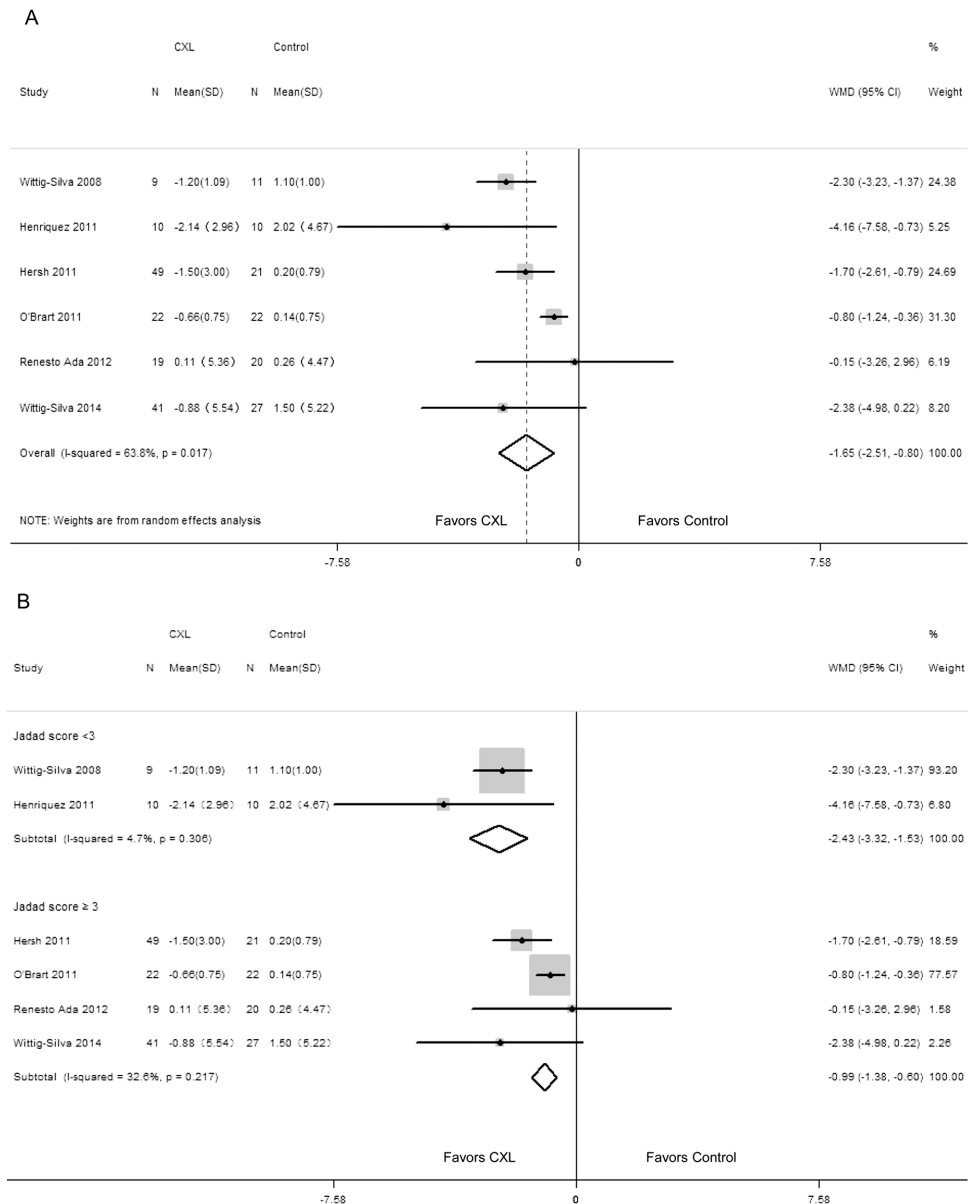 A
CXL Control %
Study N Mean(SD) N Mean(SD) WMD (95% CI) Weight
Wittig-Silva 2008 9 -1.20(1.09) 11 1.10(1.00) -2.30 (-3.23, -1.37) 24.38
Henriquez 2011 10 -2.14 (2.96) 10 2.02 (4.67) -4.16 (-7.58, -0.73) 5.25
Hersh 2011 49 -1.50(3.00) 21 0.20(0.79) -1.70 (-2.61, -0.79) 24.69
O'Brart 2011 22 -0.66(0.75) 22 0.14(0.75) -0.80 (-1.24, -0.36) 31.30
Renesto Ada 2012 19 0.11 (5.36) 20 0.26 (4.47) -0.15 (-3.26, 2.96) 6.19
Wittig-Silva 2014 41 -0.88 (5.54) 27 1.50 (5.22) -2.38 (-4.98, 0.22) 8.20
Overall (I-squared = 63.8%, p = 0.017) -1.65 (-2.51, -0.80) 100.00
NOTE: Weights are from random effects analysis Favors CXL Favors Control
-7.58 0 7.58
B
CXL Control %
Study N Mean(SD) N Mean(SD) WMD (95% CI) Weight
Jadad score <3
Wittig-Silva 2008 9 -1.20(1.09) 11 1.10(1.00) -2.30 (-3.23, -1.37) 93.20
Henriquez 2011 10 -2.14 (2.96) 10 2.02 (4.67) -4.16 (-7.58, -0.73) 6.80
Subtotal (I-squared = 4.7%, p = 0.306) -2.43 (-3.32, -1.53) 100.00
Jadad score ≥ 3
Hersh 2011 49 -1.50(3.00) 21 0.20(0.79) -1.70 (-2.61, -0.79) 18.59
O'Brart 2011 22 -0.66(0.75) 22 0.14(0.75) -0.80 (-1.24, -0.36) 77.57
Renesto Ada 2012 19 0.11 (5.36) 20 0.26 (4.47) -0.15 (-3.26, 2.96) 1.58
Wittig-Silva 2014 41 -0.88 (5.54) 27 1.50 (5.22) -2.38 (-4.98, 0.22) 2.26
Subtotal (I-squared = 32.6%, p = 0.217) -0.99 (-1.38, -0.60) 100.00
Favors CXL Favors Control
-7.58 0 7.58